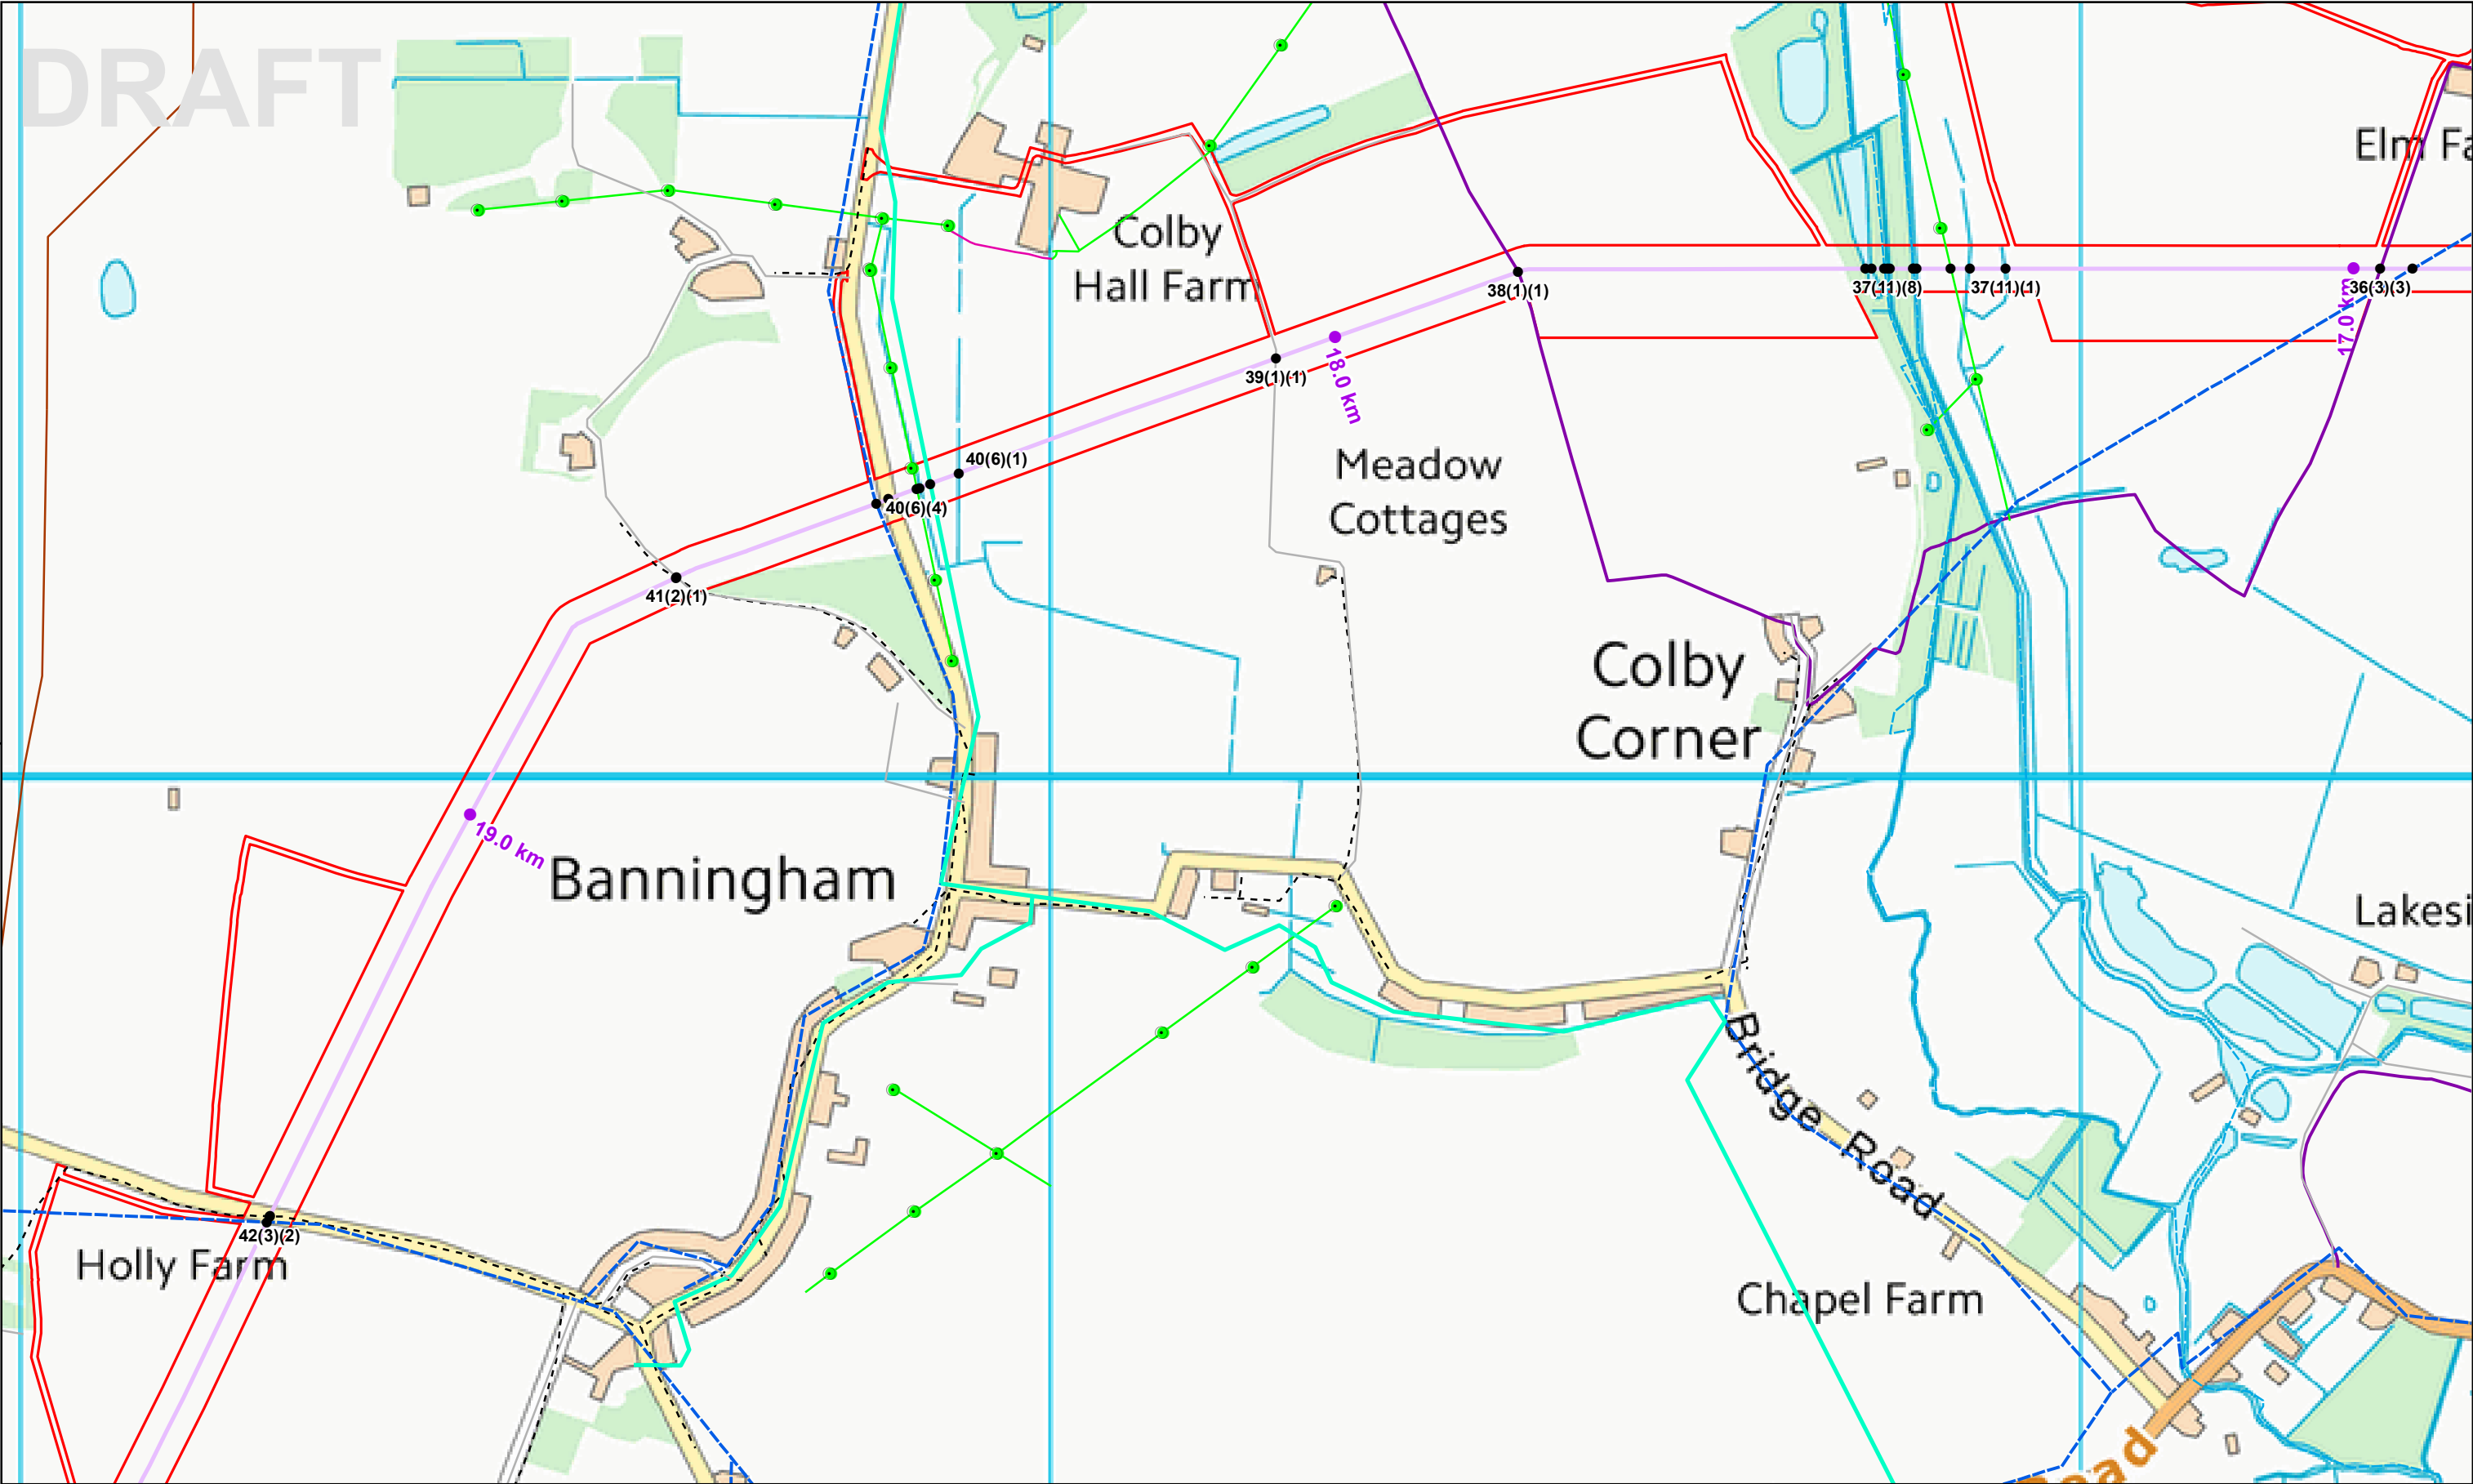 DRAFT
Elm Fa
Colby
Hall Farm
38(1)(1)
37(11)(8)
37(11)(1)
36(3)(3)
17.0 km
39(1)(1)
18.0 km
Meadow
Cottages
40(6)(1)
40(6)(4)
41(2)(1)
Colby
Corner
19.0 km
Banningham
Lakesi
Bridge Road
42(3)(2)
Holly Farm
Chapel Farm
oad